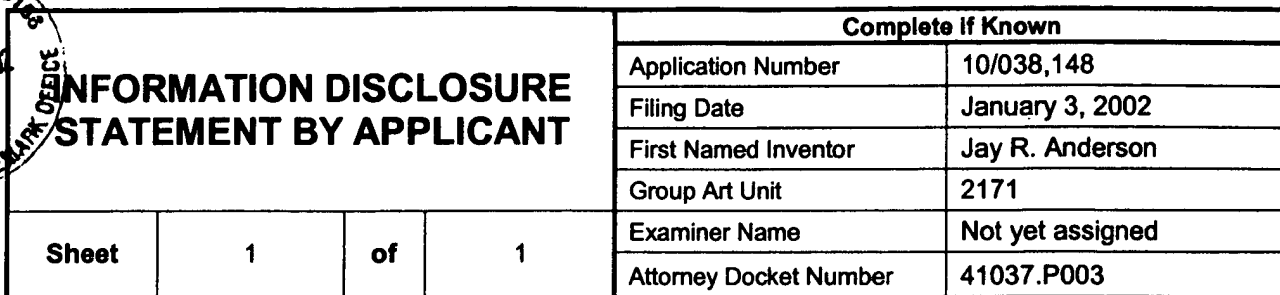 INFORMATION DISCLOSURE
STATEMENT BY APPLICANT
Sheet 1 of 1
Complete if Known
Application Number 10/038,148
Filing Date January 3, 2002
First Named Inventor Jay R. Anderson
Group Art Unit 2171
Examiner Name Not yet assigned
Attorney Docket Number 41037.P003